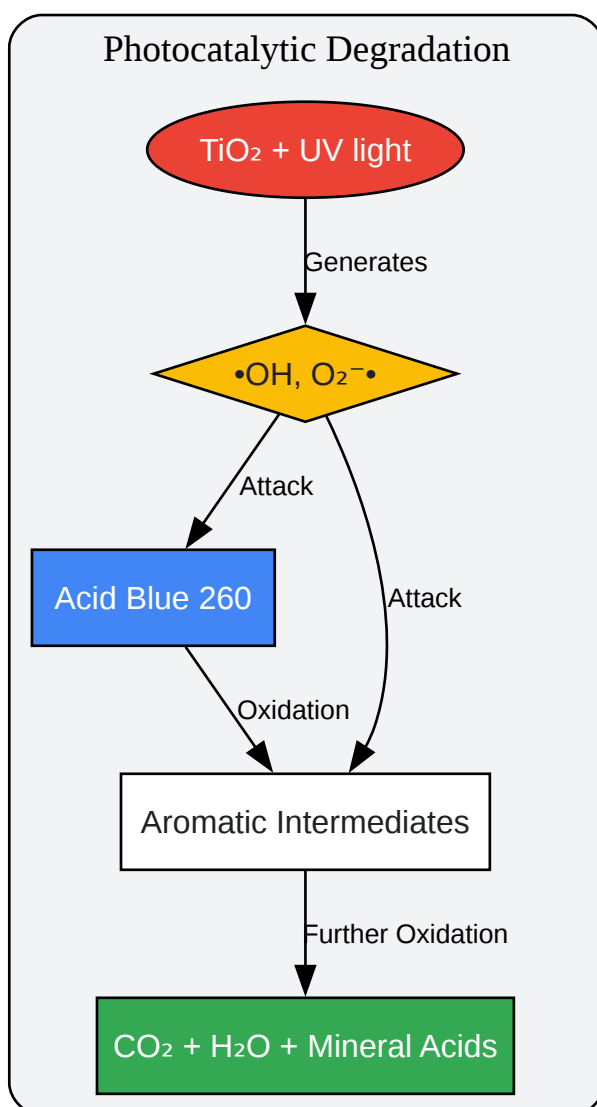 Photocatalytic Degradation
TiO₂ + UV light
Generates
•OH, O₂⁻•
Attack
Acid Blue 260
Attack
Oxidation
Aromatic Intermediates
Further Oxidation
CO₂ + H₂O + Mineral Acids